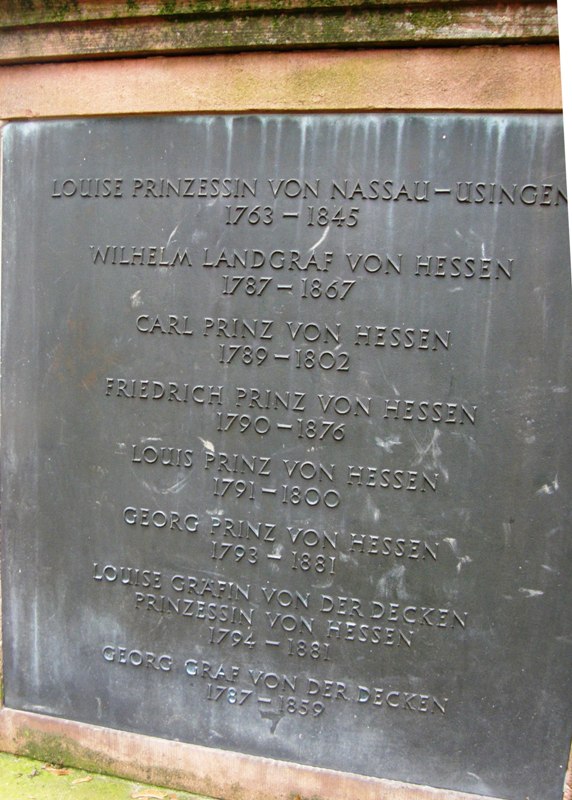 LOUISE PRINZESSIN VON NASSAU-USINGEN
1763 – 1845
WILHELM LANDGRAF VON HESSEN
1787 – 1867
CARL PRINZ VON HESSEN
1789 – 1802
FRIEDRICH PRINZ VON HESSEN
1790 – 1876
LOUIS PRINZ VON HESSEN
1791 – 1800
GEORG PRINZ VON HESSEN
1793 – 1881
LOUISE GRÄFIN VON DER DECKEN
PRINZESSIN VON HESSEN
1794 – 1881
GEORG GRAF VON DER DECKEN
1787 – 1859